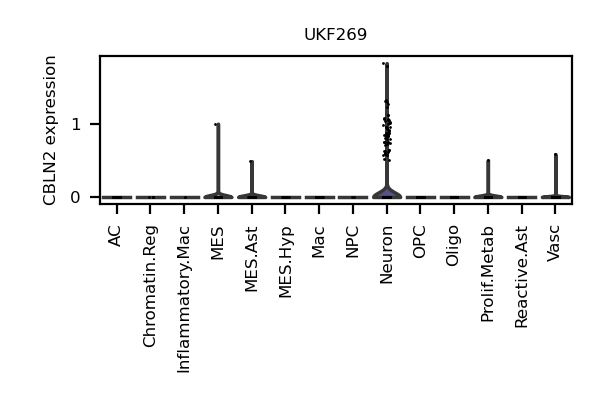 UKF269
CBLN2 expression
1
0
AC
Chromatin.Reg
Inflammatory.Mac
MES
MES.Ast
MES.Hyp
Mac
NPC
Neuron
OPC
Oligo
Prolif.Metab
Reactive.Ast
Vasc